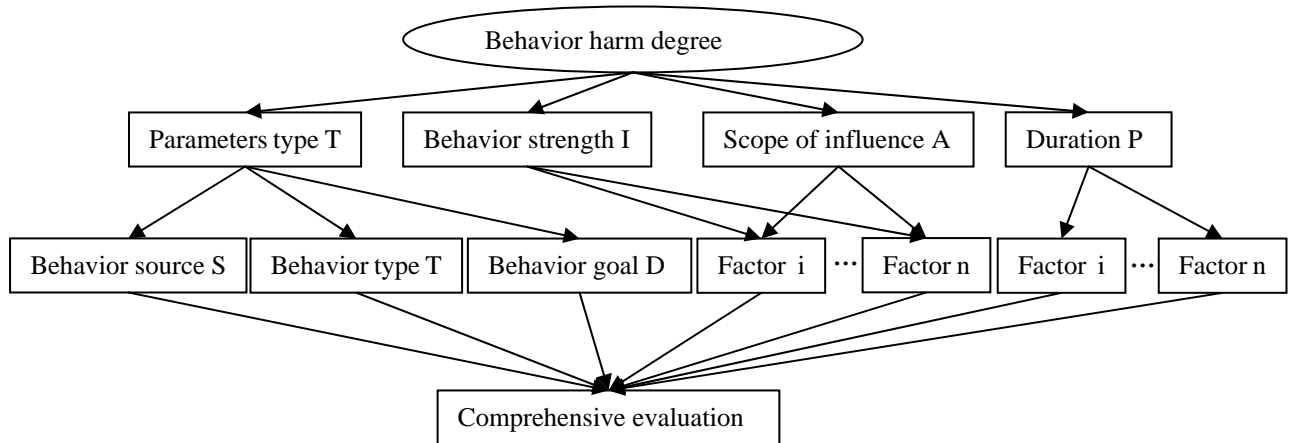 Behavior harm degree
Parameters type T
Behavior strength I
Scope of influence A
Duration P
Behavior source S
Behavior type T
Behavior goal D
Factor i
...
Factor n
Factor i
...
Factor n
Comprehensive evaluation